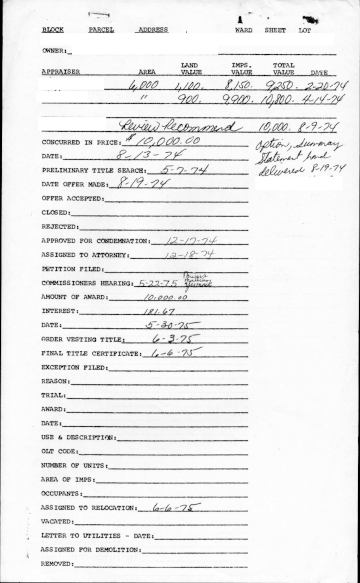 BLOCK PARCEL ADDRESS WARD SHEET LOT
OWNER:
APPRAISER AREA LAND VALUE IMPS. VALUE TOTAL VALUE DATE
6,000 1,100. 8,150. 9,250. 2-20-74
" 900. 9,900. 10,800. 4-14-74
Review Recommend 10,000. 8-9-74
CONCURRED IN PRICE: $10,000.00
option, summary
DATE: 8-13-74
Statement hand
PRELIMINARY TITLE SEARCH: 5-7-74
delivered 8-19-74
DATE OFFER MADE: 8-19-74
OFFER ACCEPTED:
CLOSED:
REJECTED:
APPROVED FOR CONDEMNATION: 12-17-74
ASSIGNED TO ATTORNEY: 12-18-74
PETITION FILED:
COMMISSIONERS HEARING: 5-22-75
AMOUNT OF AWARD: 10,000.00
INTEREST: 181.67
DATE: 5-30-75
ORDER VESTING TITLE: 6-3-75
FINAL TITLE CERTIFICATE: 6-6-75
EXCEPTION FILED:
REASON:
TRIAL:
AWARD:
DATE:
USE & DESCRIPTION:
OLT CODE:
NUMBER OF UNITS:
AREA OF IMPS:
OCCUPANTS:
ASSIGNED TO RELOCATION: 6-6-75
VACATED:
LETTER TO UTILITIES - DATE:
ASSIGNED FOR DEMOLITION:
REMOVED: